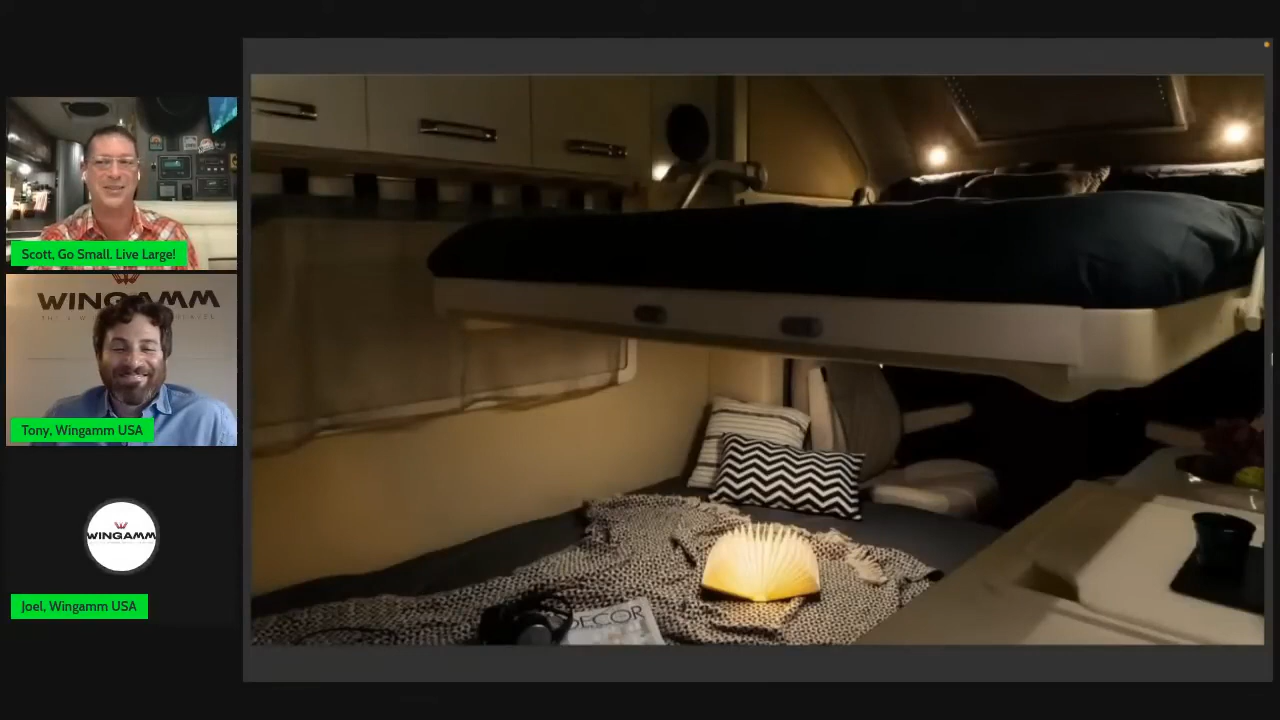 Scott, Go Small. Live Large!
WINGAMM
Tony, Wingamm USA
WINGAMM
Joel, Wingamm USA
DECOR